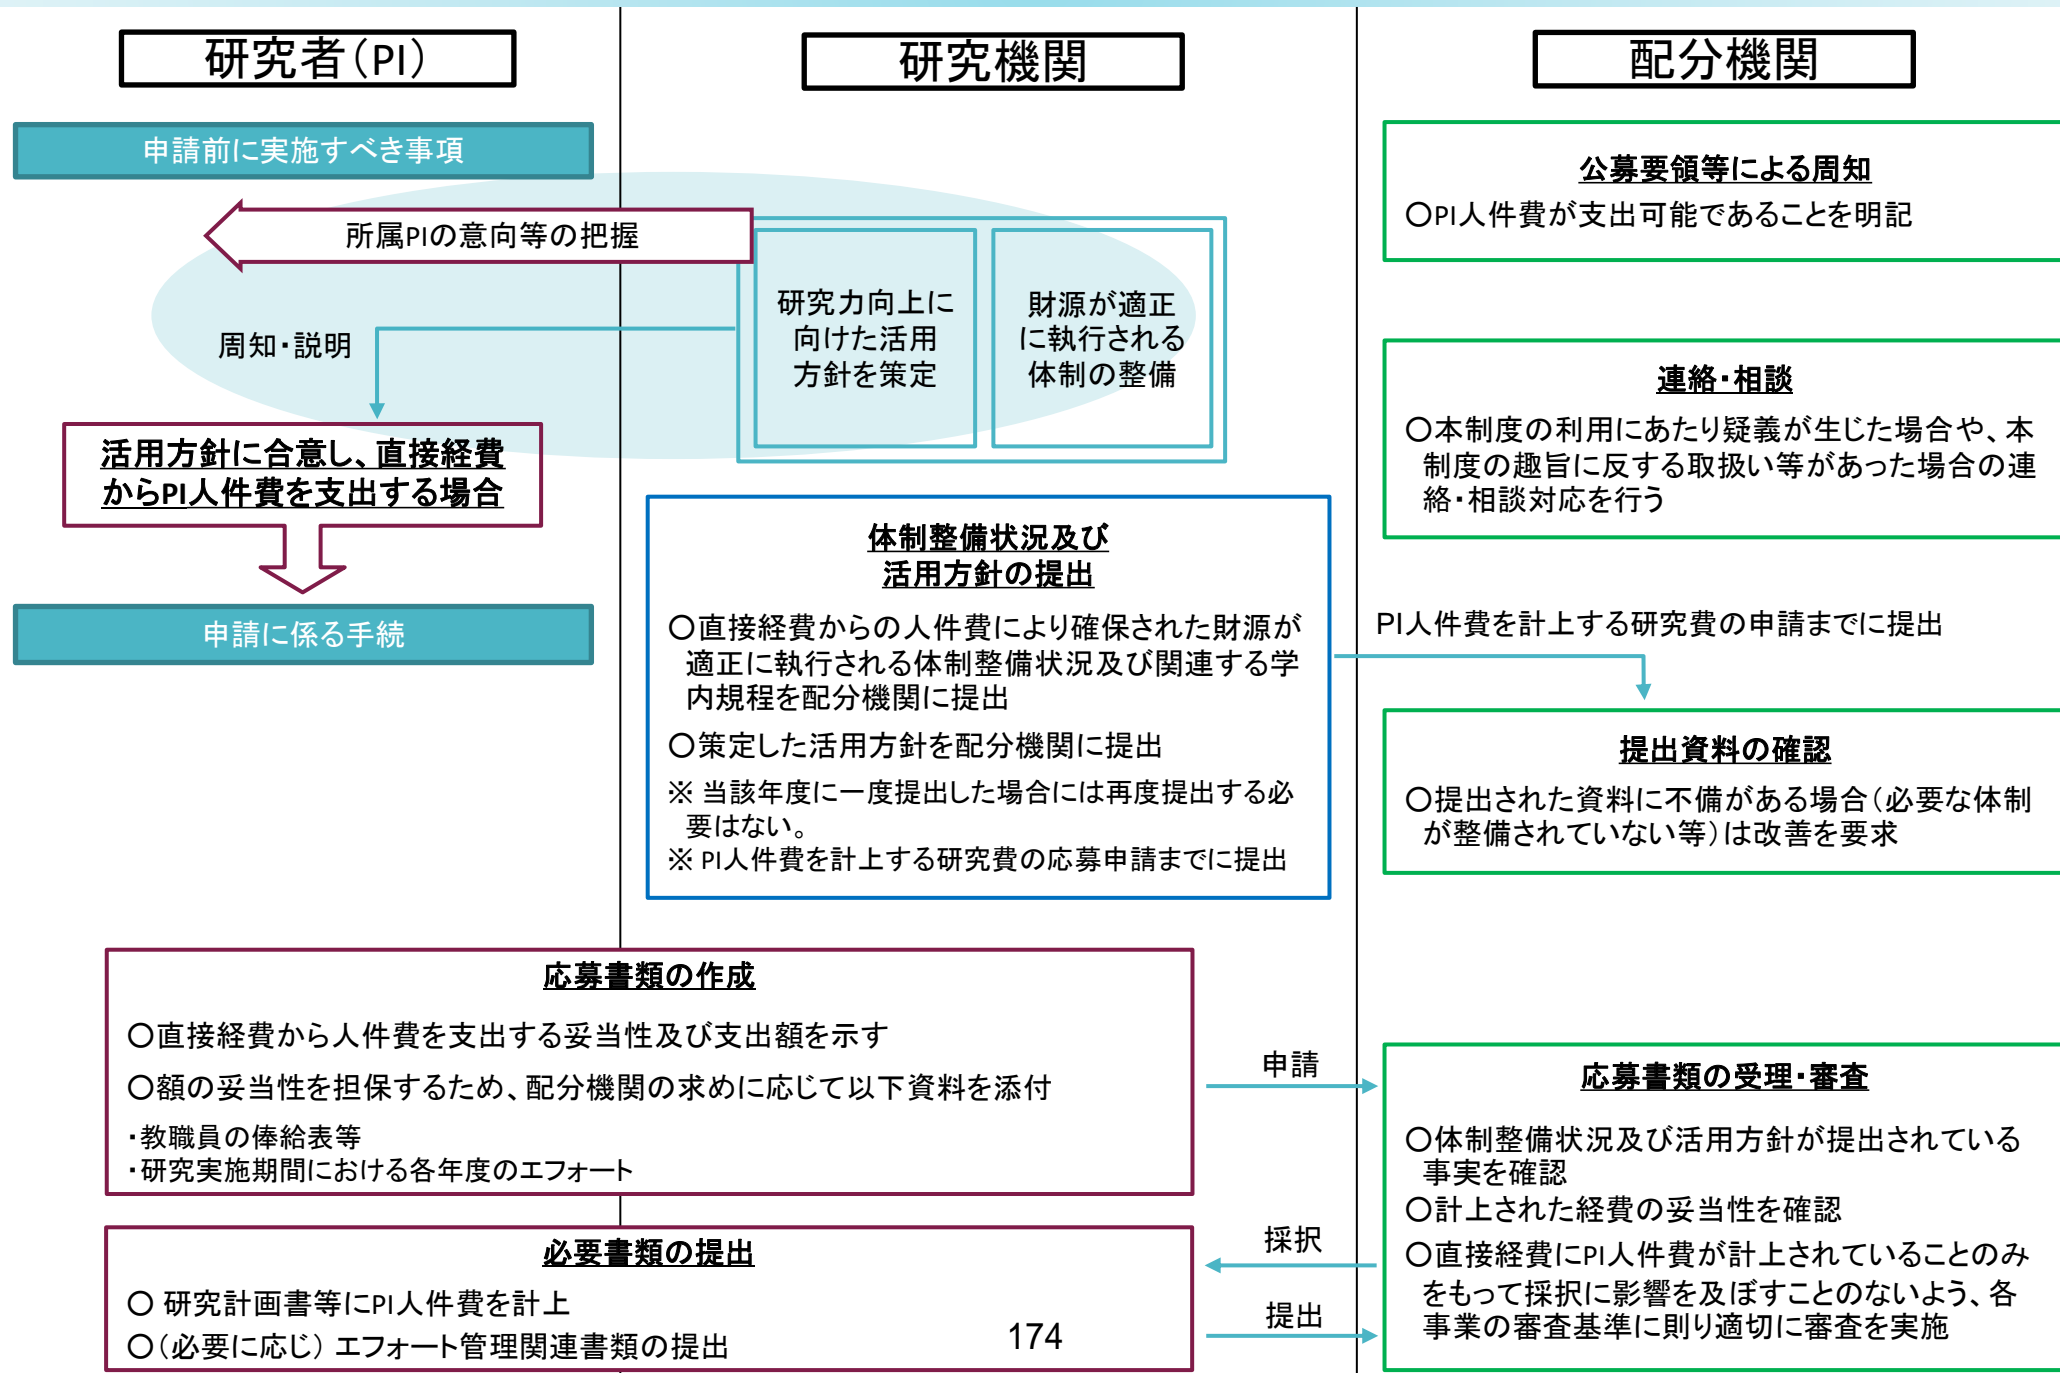 研究者(PI)
研究機関
配分機関
申請前に実施すべき事項
所属PIの意向等の把握
研究力向上に
向けた活用
方針を策定
財源が適正
に執行される
体制の整備
周知・説明
活用方針に合意し、直接経費
からPI人件費を支出する場合
申請に係る手続
体制整備状況及び
活用方針の提出
○直接経費からの人件費により確保された財源が
適正に執行される体制整備状況及び関連する学
内規程を配分機関に提出
○策定した活用方針を配分機関に提出
※ 当該年度に一度提出した場合には再度提出する必
要はない。
※ PI人件費を計上する研究費の応募申請までに提出
公募要領等による周知
○PI人件費が支出可能であることを明記
連絡・相談
○本制度の利用にあたり疑義が生じた場合や、本
制度の趣旨に反する取扱い等があった場合の連
絡・相談対応を行う
PI人件費を計上する研究費の申請までに提出
提出資料の確認
○提出された資料に不備がある場合(必要な体制
が整備されていない等)は改善を要求
応募書類の作成
○直接経費から人件費を支出する妥当性及び支出額を示す
○額の妥当性を担保するため、配分機関の求めに応じて以下資料を添付
・教職員の俸給表等
・研究実施期間における各年度のエフォート
申請
応募書類の受理・審査
○体制整備状況及び活用方針が提出されている
事実を確認
○計上された経費の妥当性を確認
○直接経費にPI人件費が計上されていることのみ
をもって採択に影響を及ぼすことのないよう、各
事業の審査基準に則り適切に審査を実施
採択
必要書類の提出
○ 研究計画書等にPI人件費を計上
○(必要に応じ) エフォート管理関連書類の提出
提出
174